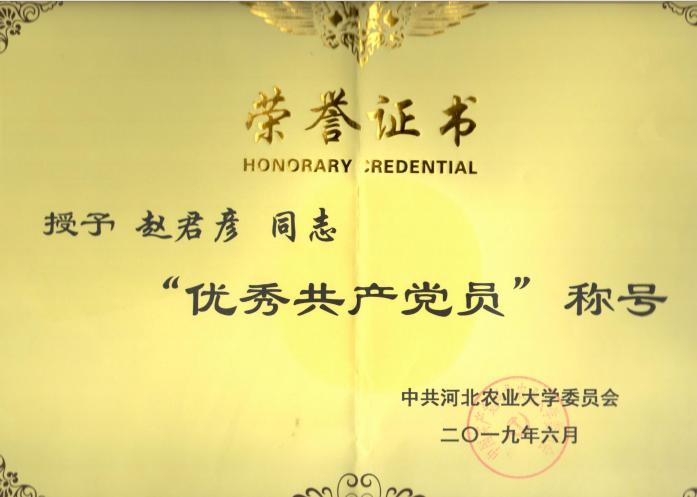 荣誉证书
HONORARY CREDENTIAL
授予 赵君彦 同志
“优秀共产党员”称号
中共河北农业大学委员会
二〇一九年六月